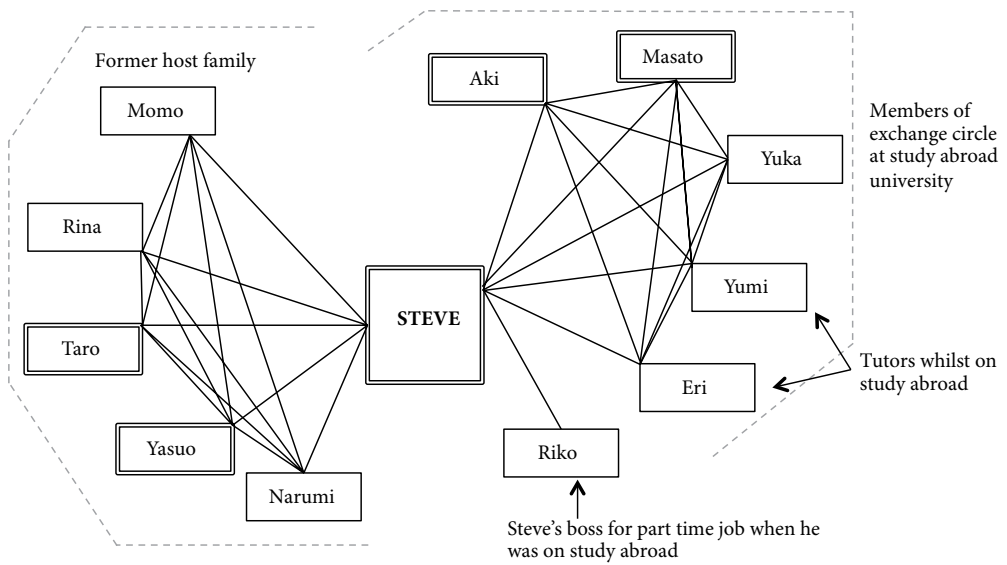 Former host family
Momo
Rina
Taro
Yasuo
Narumi
STEVE
Aki
Masato
Yuka
Yumi
Eri
Riko
Members of
exchange circle
at study abroad
university
Tutors whilst on
study abroad
Steve's boss for part time job when he
was on study abroad